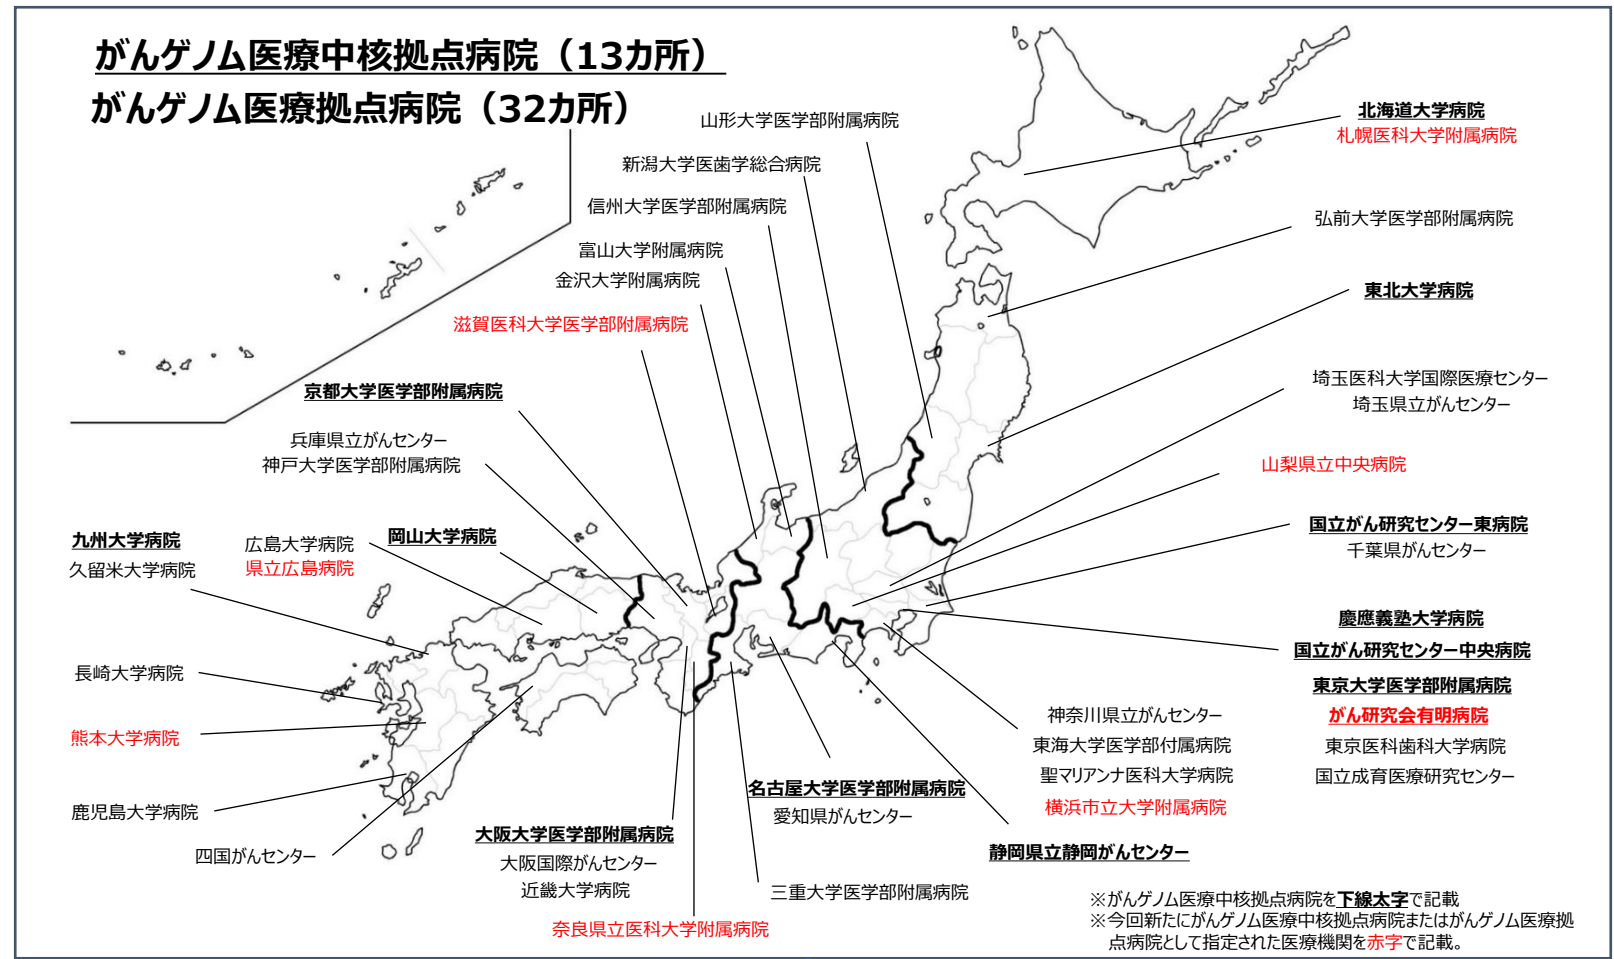 がんゲノム医療中核拠点病院（13カ所）
がんゲノム医療拠点病院（32カ所）
山形大学医学部附属病院
新潟大学医歯学総合病院
信州大学医学部附属病院
富山大学附属病院
金沢大学附属病院
滋賀医科大学医学部附属病院
京都大学医学部附属病院
兵庫県立がんセンター
神戸大学医学部附属病院
岡山大学病院
広島大学病院
県立広島病院
九州大学病院
久留米大学病院
長崎大学病院
熊本大学病院
鹿児島大学病院
四国がんセンター
大阪大学医学部附属病院
大阪国際がんセンター
近畿大学病院
奈良県立医科大学附属病院
三重大学医学部附属病院
名古屋大学医学部附属病院
愛知県がんセンター
静岡県立静岡がんセンター
神奈川県立がんセンター
東海大学医学部付属病院
聖マリアンナ医科大学病院
横浜市立大学附属病院
北海道大学病院
札幌医科大学附属病院
弘前大学医学部附属病院
東北大学病院
埼玉医科大学国際医療センター
埼玉県立がんセンター
山梨県立中央病院
国立がん研究センター東病院
千葉県がんセンター
慶應義塾大学病院
国立がん研究センター中央病院
東京大学医学部附属病院
がん研究会有明病院
東京医科歯科大学病院
国立成育医療研究センター
※がんゲノム医療中核拠点病院を下線太字で記載
※今回新たにがんゲノム医療中核拠点病院またはがんゲノム医療拠
点病院として指定された医療機関を赤字で記載。